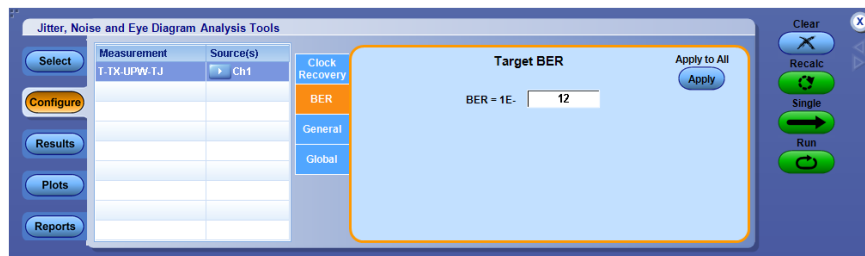 Jitter, Noise and Eye Diagram Analysis Tools
Clear
X
Select
Measurement
Source(s)
T-TX-UPW-TJ
Ch1
Clock
Recovery
Target BER
Apply to All
Apply
Recalc
Configure
BER
BER = 1E-
12
Single
Results
General
Run
Global
Plots
Reports